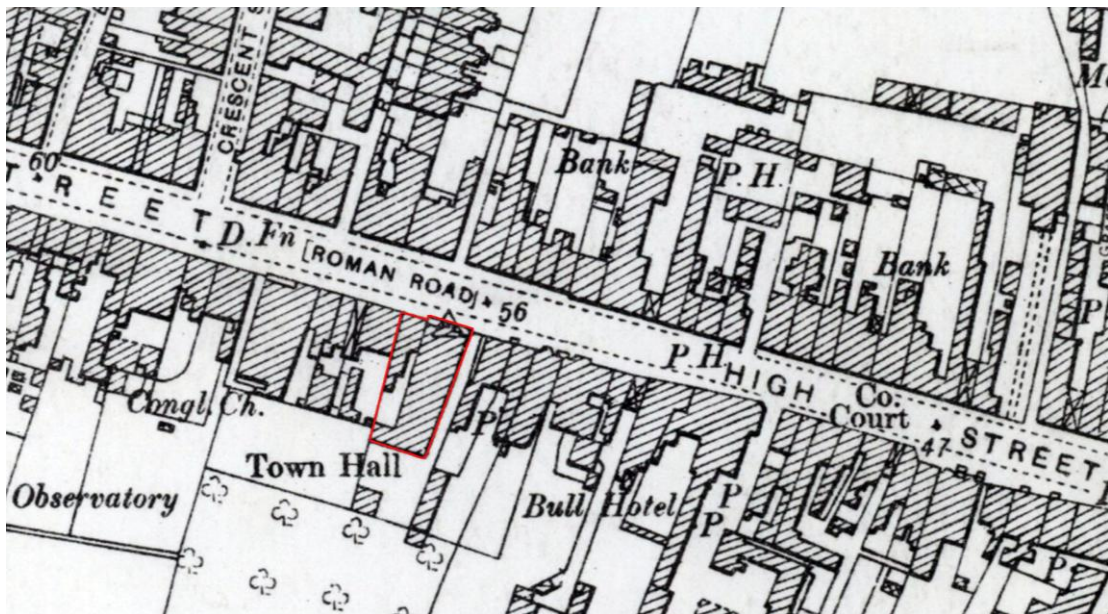 CRESCENT S
Bank
P.H.
Bank
60
TREET
D. Fn
[ROMAN ROAD]
56
P.H.
HIGH
STREET
Co.
Court
47
Congl. Ch.
Town Hall
P
Observatory
Bull Hotel
P
P
P
P